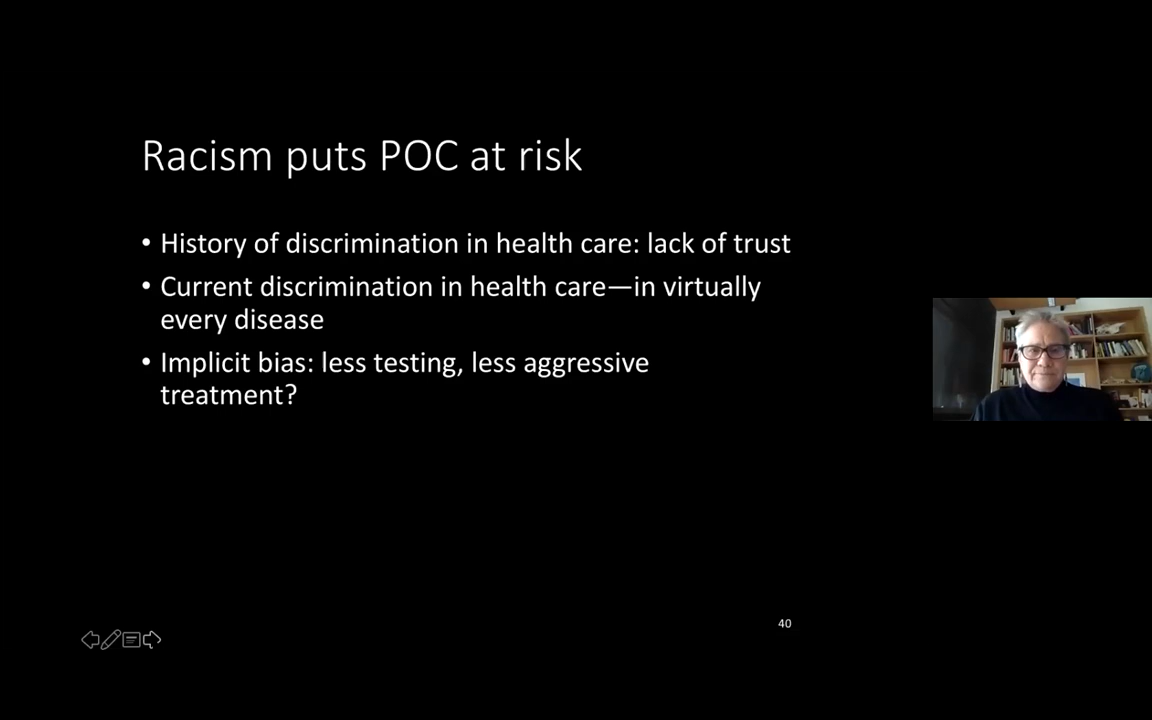 Racism puts POC at risk
• History of discrimination in health care: lack of trust
• Current discrimination in health care—in virtually
every disease
• Implicit bias: less testing, less aggressive
treatment?
40